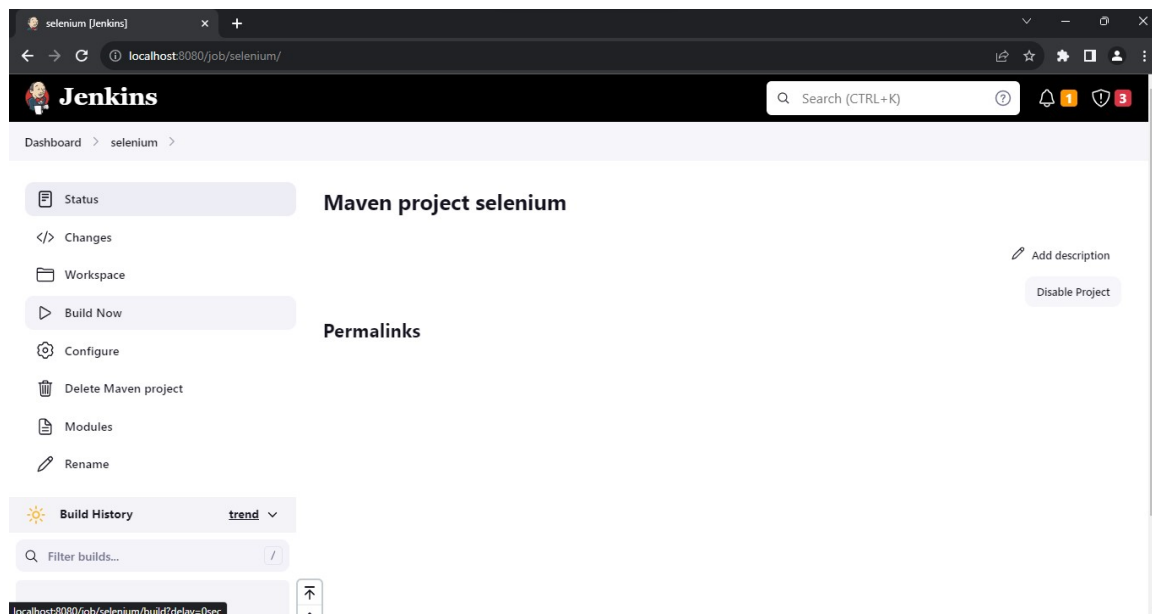 selenium [Jenkins]
localhost:8080/job/selenium/
Jenkins
Search (CTRL+K)
1
3
Dashboard > selenium >
Status
Changes
Workspace
Build Now
Configure
Delete Maven project
Modules
Rename
Build History
trend
Filter builds...
/
Maven project selenium
Add description
Disable Project
Permalinks
localhost:8080/job/selenium/build?delay=0sec